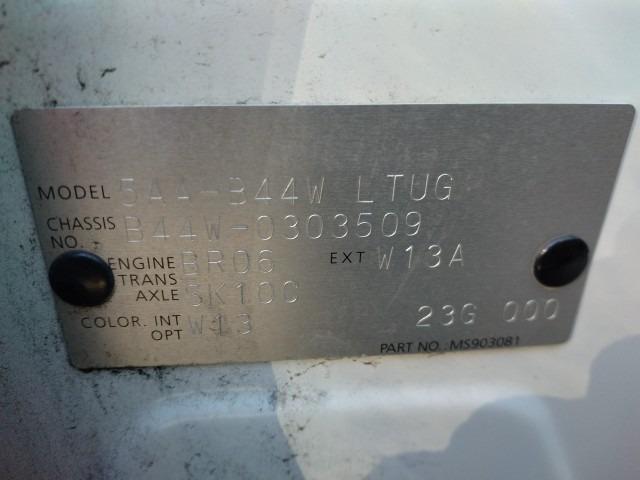 MODEL 5AA-B44W LTUG
CHASSIS NO. B44W-0303509
ENGINE BR06 EXT W13A
TRANS AXLE 5K10C
COLOR. INT OPT W13 23G 000
PART NO.: MS903081